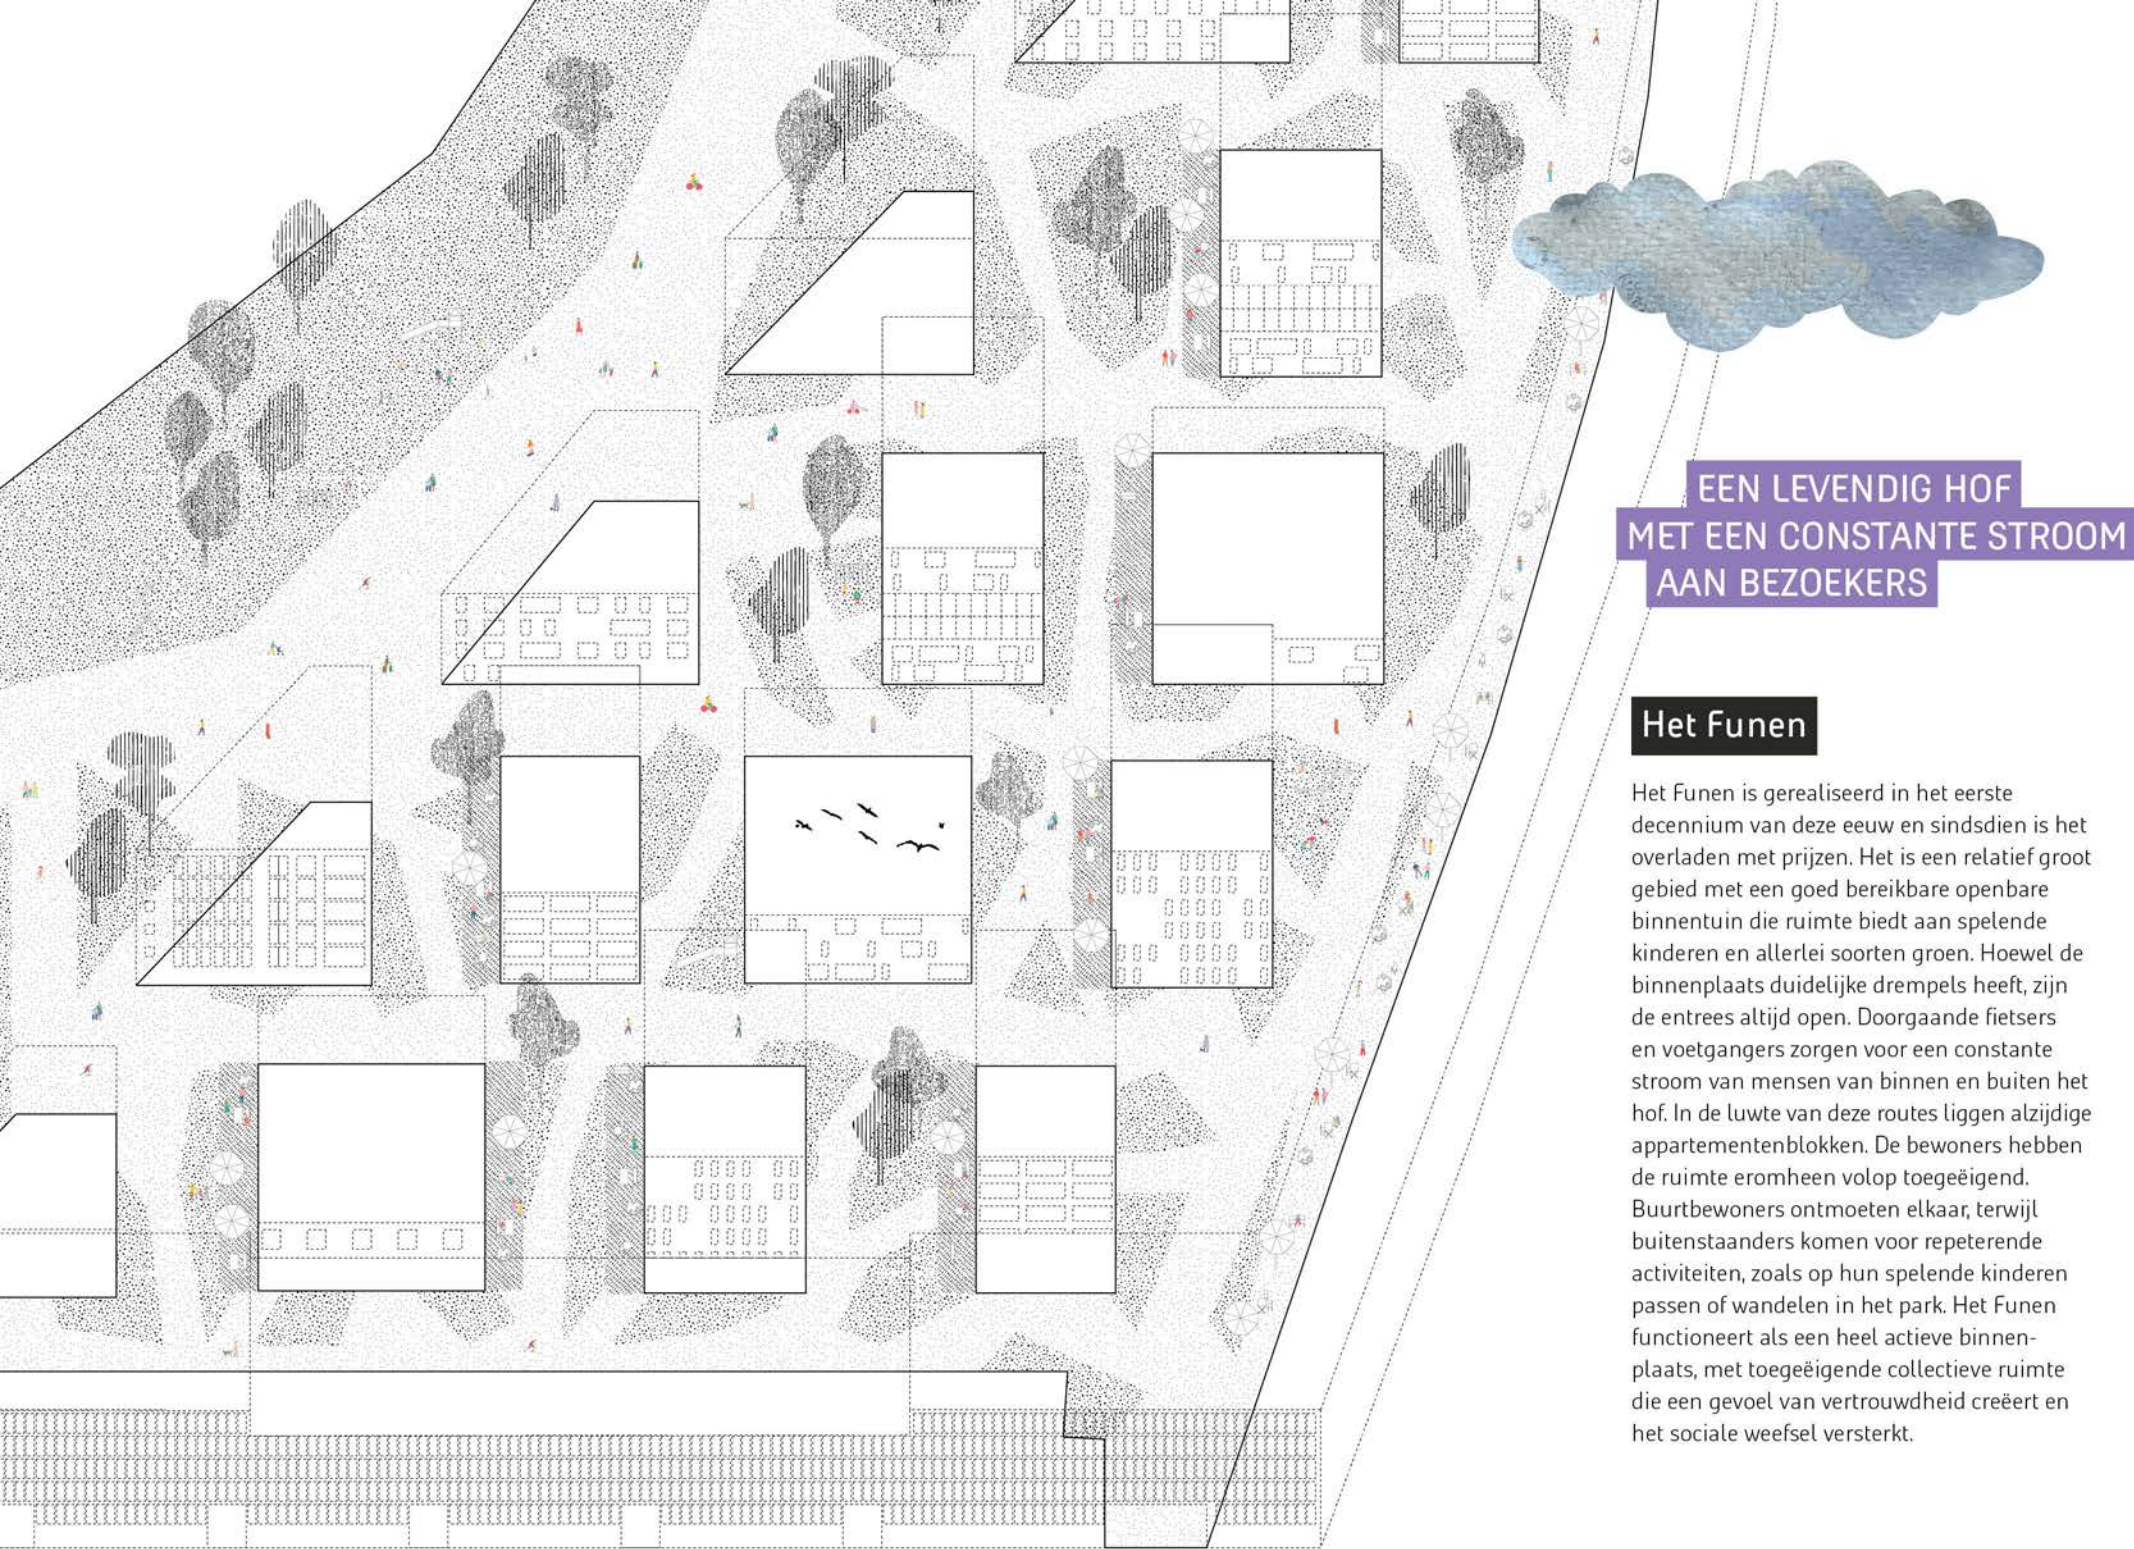 EEN LEVENDIG HOF
MET EEN CONSTANTE STROOM
AAN BEZOEKERS
Het Funen
Het Funen is gerealiseerd in het eerste
decennium van deze eeuw en sindsdien is het
overladen met prijzen. Het is een relatief groot
gebied met een goed bereikbare openbare
binnentuin die ruimte biedt aan spelende
kinderen en allerlei soorten groen. Hoewel de
binnenplaats duidelijke drempels heeft, zijn
de entrees altijd open. Doorgaande fietsers
en voetgangers zorgen voor een constante
stroom van mensen van binnen en buiten het
hof. In de luwte van deze routes liggen alzijdige
appartementenblokken. De bewoners hebben
de ruimte eromheen volop toegeëigend.
Buurtbewoners ontmoeten elkaar, terwijl
buitenstaanders komen voor repeterende
activiteiten, zoals op hun spelende kinderen
passen of wandelen in het park. Het Funen
functioneert als een heel actieve binnen-
plaats, met toegeëigende collectieve ruimte
die een gevoel van vertrouwdheid creëert en
het sociale weefsel versterkt.